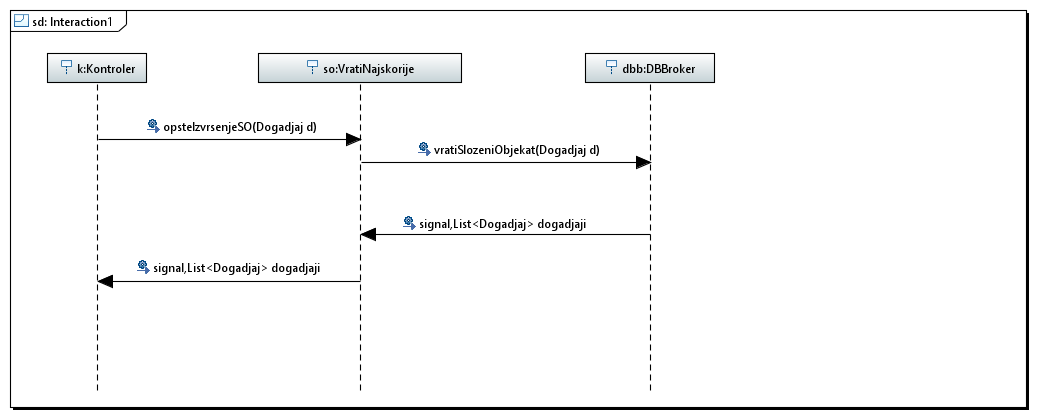 sd: Interaction1
k:Kontroler
so:VratiNajskorije
dbb:DBBroker
opsteIzvrsenjeSO(Dogadjaj d)
vratiSlozeniObjekat(Dogadjaj d)
signal,List<Dogadjaj> dogadjaji
signal,List<Dogadjaj> dogadjaji